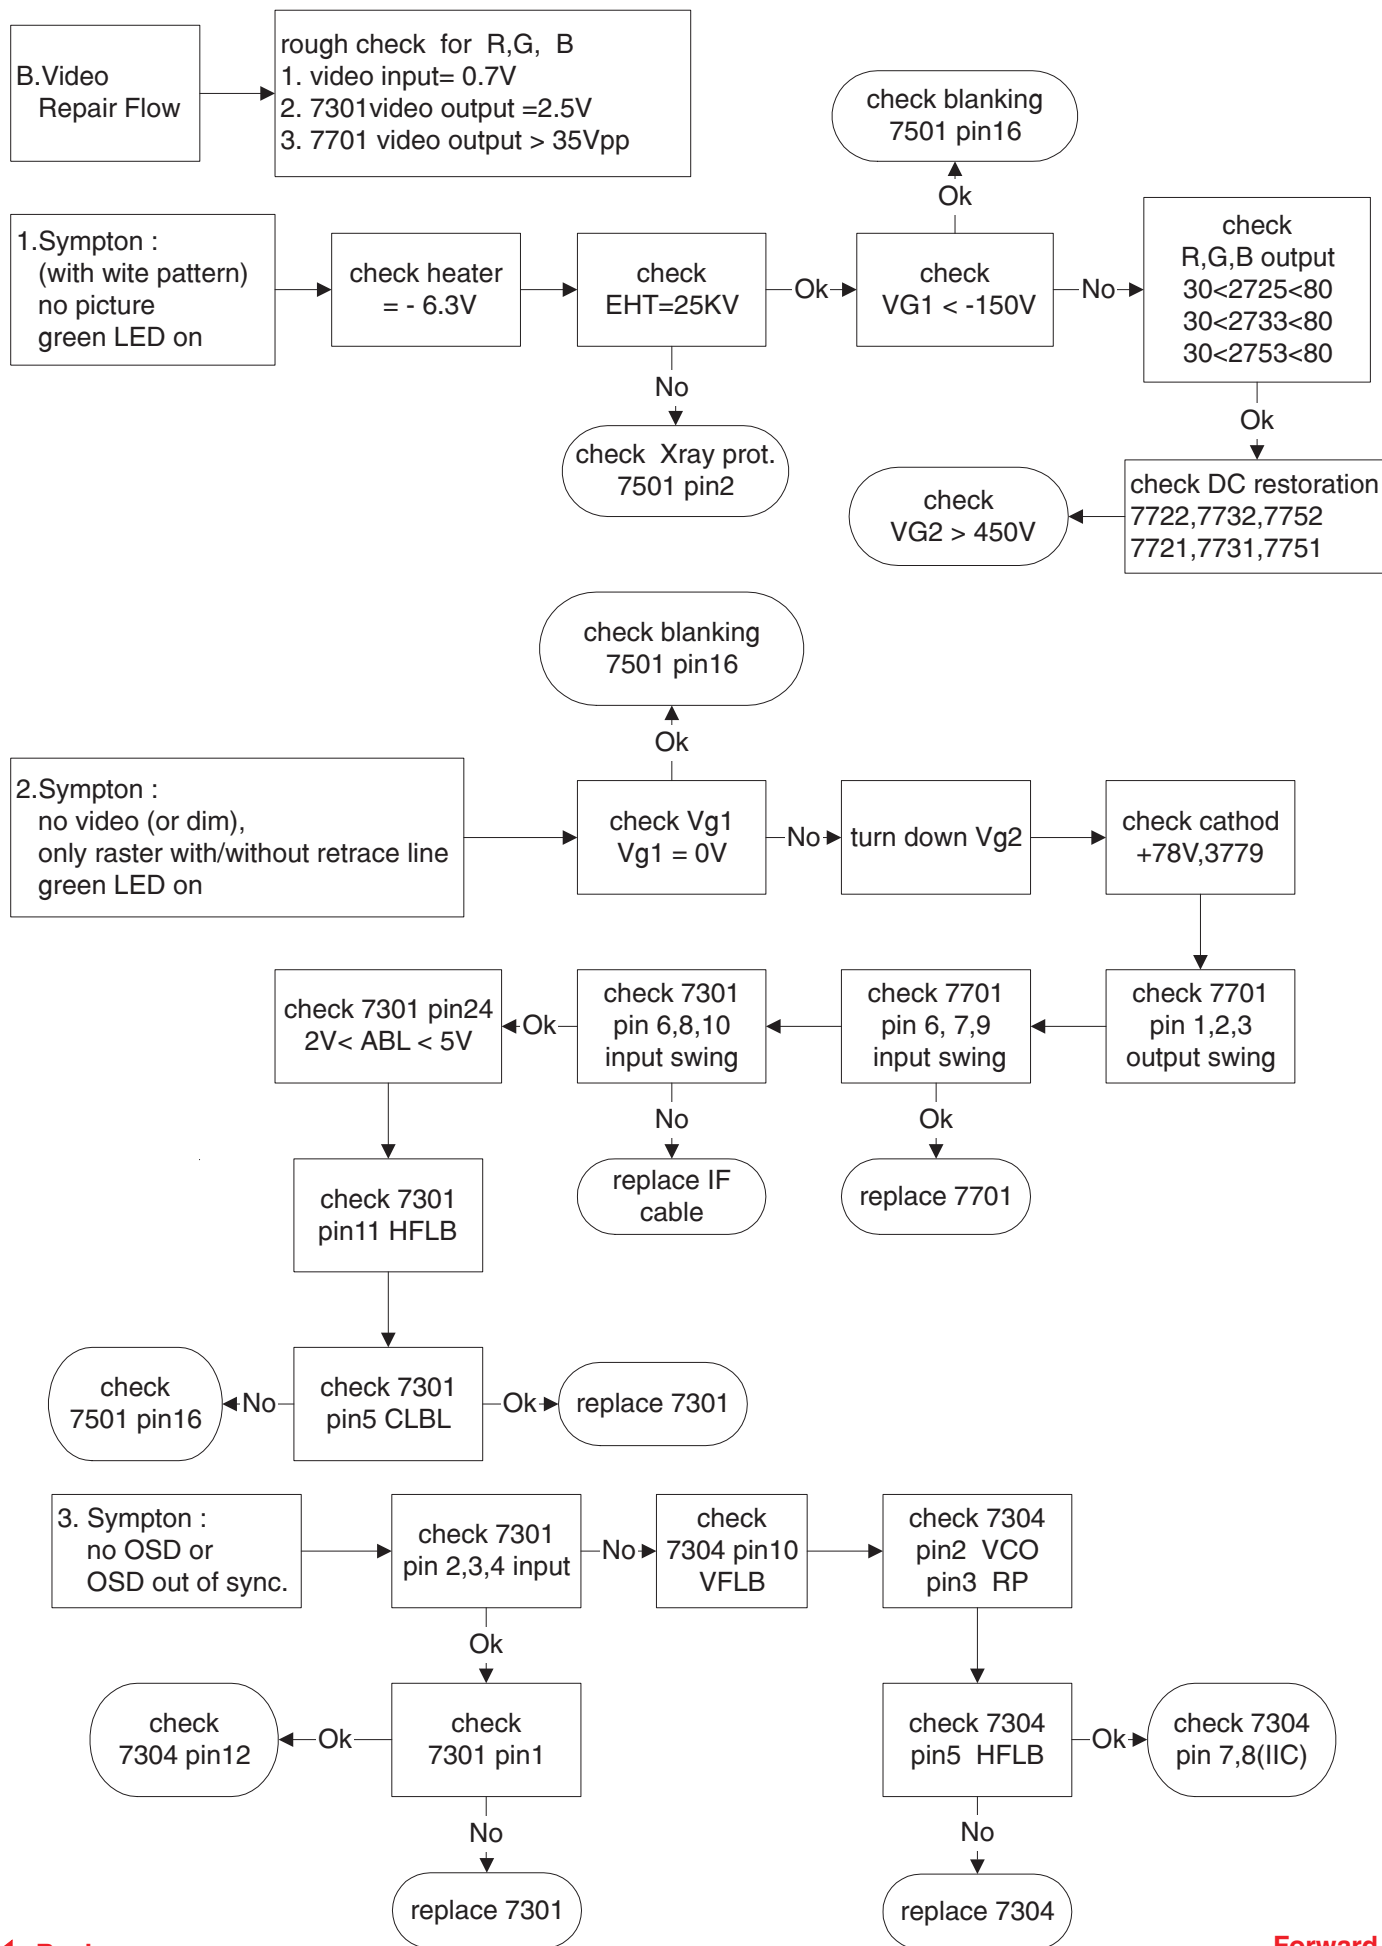 B.Video
Repair Flow
rough check for R,G, B
1. video input= 0.7V
2. 7301video output =2.5V
3. 7701 video output > 35Vpp
check blanking
7501 pin16
Ok
1.Sympton :
(with wite pattern)
no picture
green LED on
check heater
= - 6.3V
check
EHT=25KV
Ok
check
VG1 < -150V
No
check
R,G,B output
30<2725<80
30<2733<80
30<2753<80
No
check Xray prot.
7501 pin2
Ok
check DC restoration
7722,7732,7752
7721,7731,7751
check
VG2 > 450V
check blanking
7501 pin16
Ok
2.Sympton :
no video (or dim),
only raster with/without retrace line
green LED on
check Vg1
Vg1 = 0V
No
turn down Vg2
check cathod
+78V,3779
check 7301 pin24
2V< ABL < 5V
Ok
check 7301
pin 6,8,10
input swing
check 7701
pin 6, 7,9
input swing
check 7701
pin 1,2,3
output swing
No
replace IF
cable
Ok
replace 7701
check 7301
pin11 HFLB
check
7501 pin16
No
check 7301
pin5 CLBL
Ok
replace 7301
3. Sympton :
no OSD or
OSD out of sync.
check 7301
pin 2,3,4 input
No
check
7304 pin10
VFLB
check 7304
pin2 VCO
pin3 RP
Ok
check
7304 pin12
Ok
check
7301 pin1
check 7304
pin5 HFLB
Ok
check 7304
pin 7,8(IIC)
No
replace 7301
No
replace 7304
Forward